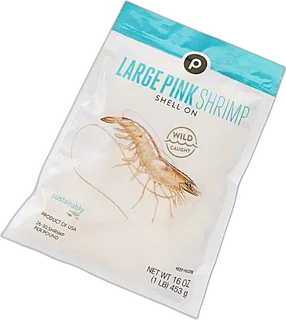 P
LARGE PINK SHRIMP
SHELL ON
WILD
CAUGHT
sustainably
PRODUCT OF USA
26-30 SHRIMP
PER POUND
KEEP FROZEN
NET WT 16 OZ
(1 LB) 453 g